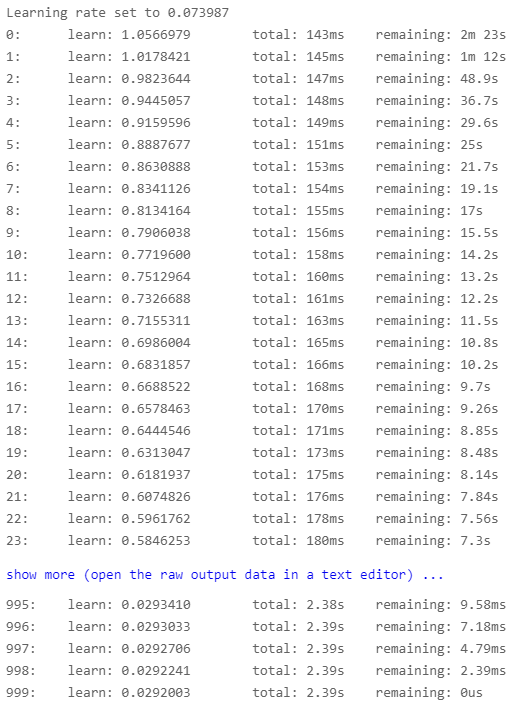 Learning rate set to 0.073987
0: learn: 1.0566979 total: 143ms remaining: 2m 23s
1: learn: 1.0178421 total: 145ms remaining: 1m 12s
2: learn: 0.9823644 total: 147ms remaining: 48.9s
3: learn: 0.9445057 total: 148ms remaining: 36.7s
4: learn: 0.9159596 total: 149ms remaining: 29.6s
5: learn: 0.8887677 total: 151ms remaining: 25s
6: learn: 0.8630888 total: 153ms remaining: 21.7s
7: learn: 0.8341126 total: 154ms remaining: 19.1s
8: learn: 0.8134164 total: 155ms remaining: 17s
9: learn: 0.7906038 total: 156ms remaining: 15.5s
10: learn: 0.7719600 total: 158ms remaining: 14.2s
11: learn: 0.7512964 total: 160ms remaining: 13.2s
12: learn: 0.7326688 total: 161ms remaining: 12.2s
13: learn: 0.7155311 total: 163ms remaining: 11.5s
14: learn: 0.6986004 total: 165ms remaining: 10.8s
15: learn: 0.6831857 total: 166ms remaining: 10.2s
16: learn: 0.6688522 total: 168ms remaining: 9.7s
17: learn: 0.6578463 total: 170ms remaining: 9.26s
18: learn: 0.6444546 total: 171ms remaining: 8.85s
19: learn: 0.6313047 total: 173ms remaining: 8.48s
20: learn: 0.6181937 total: 175ms remaining: 8.14s
21: learn: 0.6074826 total: 176ms remaining: 7.84s
22: learn: 0.5961762 total: 178ms remaining: 7.56s
23: learn: 0.5846253 total: 180ms remaining: 7.3s
show more (open the raw output data in a text editor) ...
995: learn: 0.0293410 total: 2.38s remaining: 9.58ms
996: learn: 0.0293033 total: 2.39s remaining: 7.18ms
997: learn: 0.0292706 total: 2.39s remaining: 4.79ms
998: learn: 0.0292241 total: 2.39s remaining: 2.39ms
999: learn: 0.0292003 total: 2.39s remaining: 0us